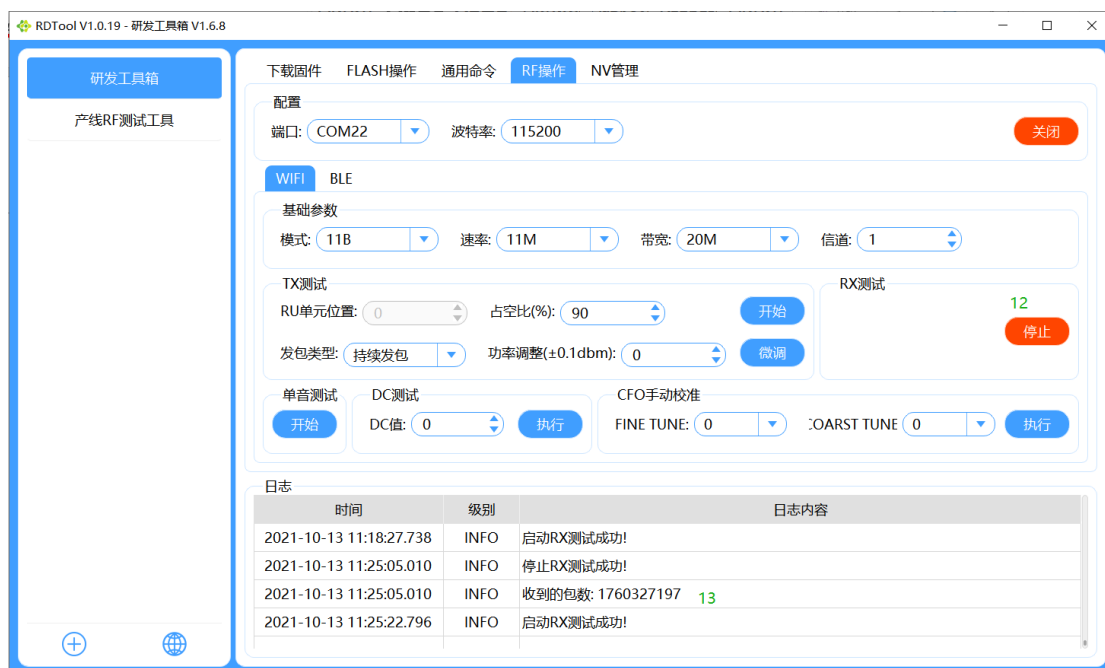 RDTool V1.0.19 - 研发工具箱 V1.6.8
研发工具箱
产线RF测试工具
下载固件 FLASH操作 通用命令 RF操作 NV管理
配置
端口: COM22 波特率: 115200 关闭
WIFI BLE
基础参数
模式: 11B 速率: 11M 带宽: 20M 信道: 1
TX测试
RU单元位置: 0 占空比(%): 90 开始
发包类型: 持续发包 功率调整(±0.1dbm): 0 微调
RX测试
12
停止
单音测试
开始
DC测试
DC值: 0 执行
CFO手动校准
FINE TUNE: 0 :OARST TUNE 0 执行
日志
时间 级别 日志内容
2021-10-13 11:18:27.738 INFO 启动RX测试成功!
2021-10-13 11:25:05.010 INFO 停止RX测试成功!
2021-10-13 11:25:05.010 INFO 收到的包数: 1760327197 13
2021-10-13 11:25:22.796 INFO 启动RX测试成功!